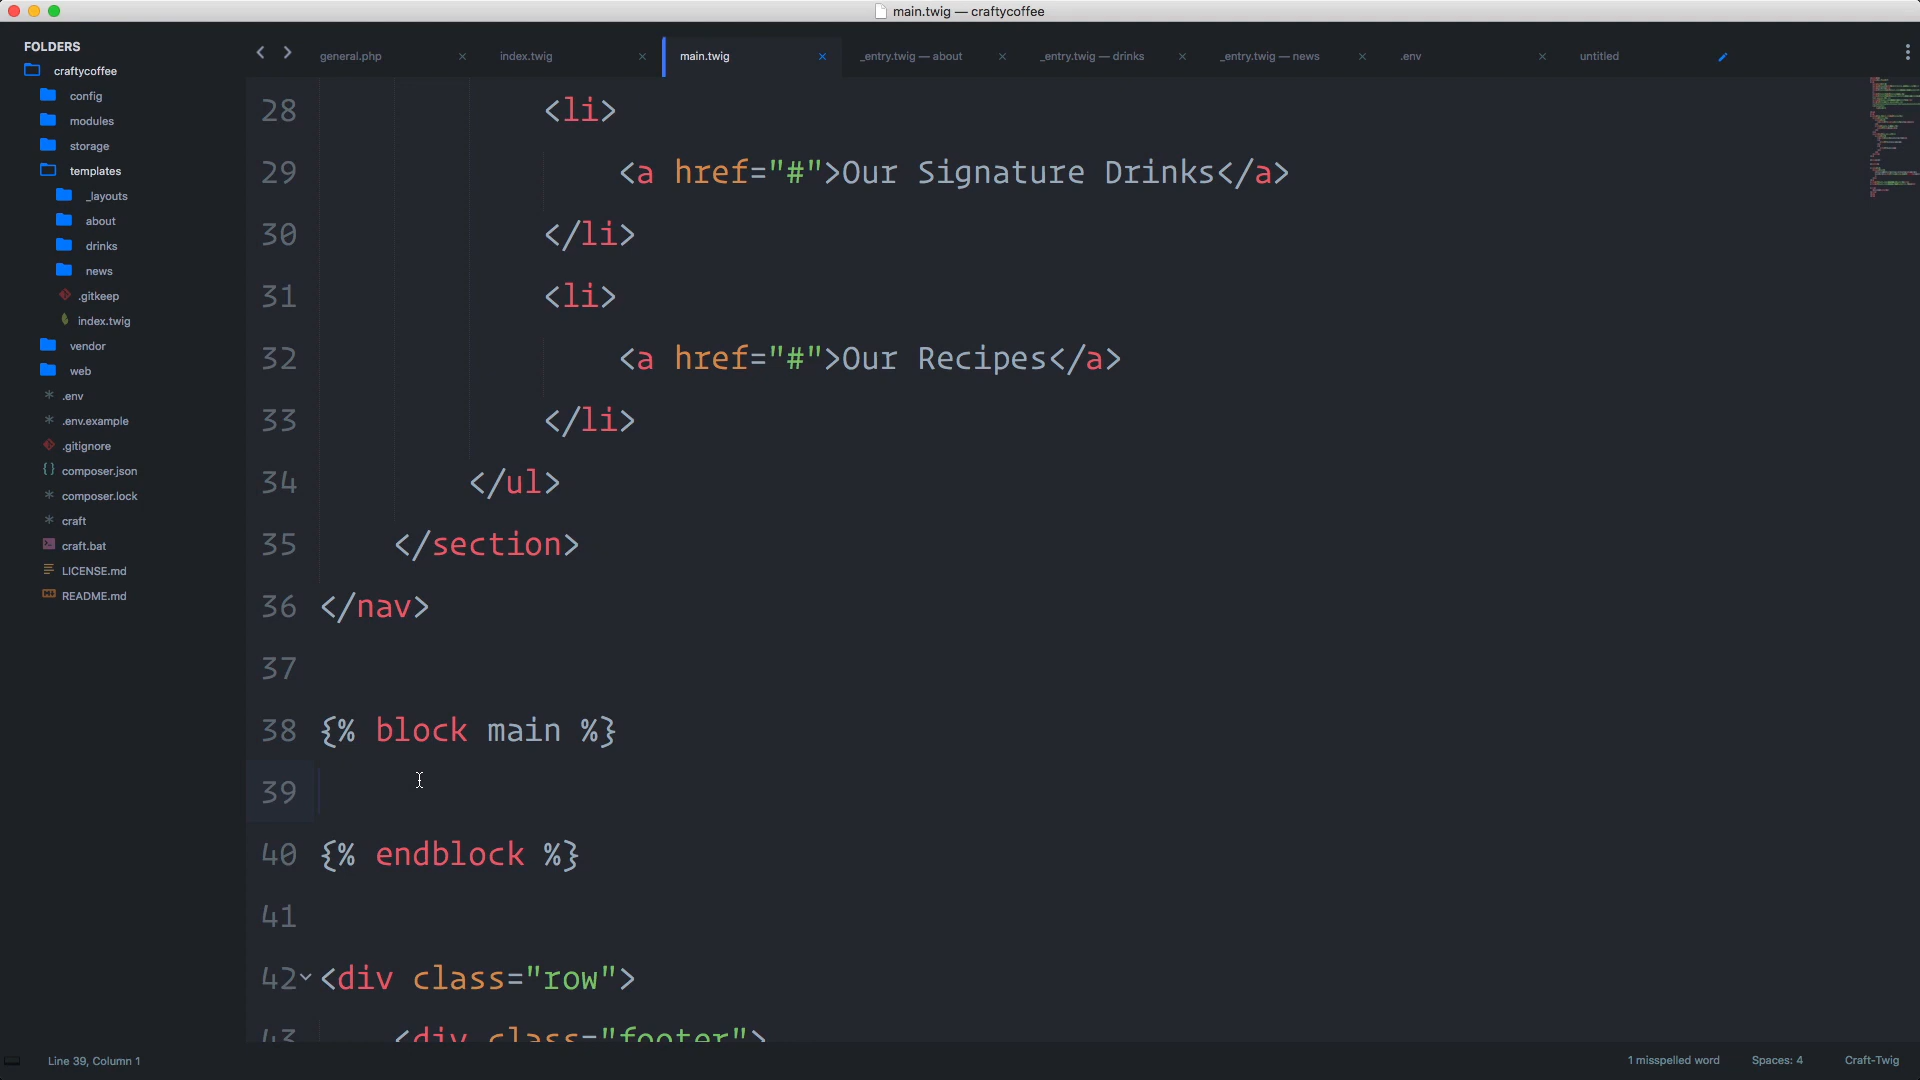 main.twig — craftycoffee
FOLDERS
craftycoffee
config
modules
storage
templates
_layouts
about
drinks
news
.gitkeep
index.twig
vendor
web
.env
.env.example
.gitignore
composer.json
composer.lock
craft
craft.bat
LICENSE.md
README.md
general.php
index.twig
main.twig
_entry.twig — about
_entry.twig — drinks
_entry.twig — news
.env
untitled
28 <li>
29 <a href="#">Our Signature Drinks</a>
30 </li>
31 <li>
32 <a href="#">Our Recipes</a>
33 </li>
34 </ul>
35 </section>
36 </nav>
37
38 {% block main %}
39
40 {% endblock %}
41
42 <div class="row">
43 <div class="footer">
Line 39, Column 1
1 misspelled word
Spaces: 4
Craft-Twig